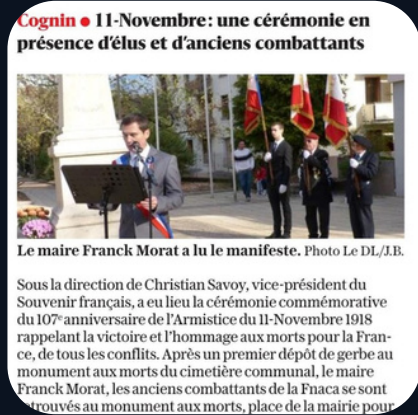 Cognin ● 11-Novembre: une cérémonie en
présence d'élus et d'anciens combattants
Le maire Franck Morat a lu le manifeste. Photo Le DL/J.B.
Sous la direction de Christian Savoy, vice-président du
Souvenir français, a eu lieu la cérémonie commémorative
du 107e anniversaire de l'Armistice du 11-Novembre 1918
rappelant la victoire et l'hommage aux morts pour la Fran-
ce, de tous les conflits. Après un premier dépôt de gerbe au
monument aux morts du cimetière communal, le maire
Franck Morat, les anciens combattants de la Fnaca se sont
retrouvés au monument aux morts, place de la mairie pour